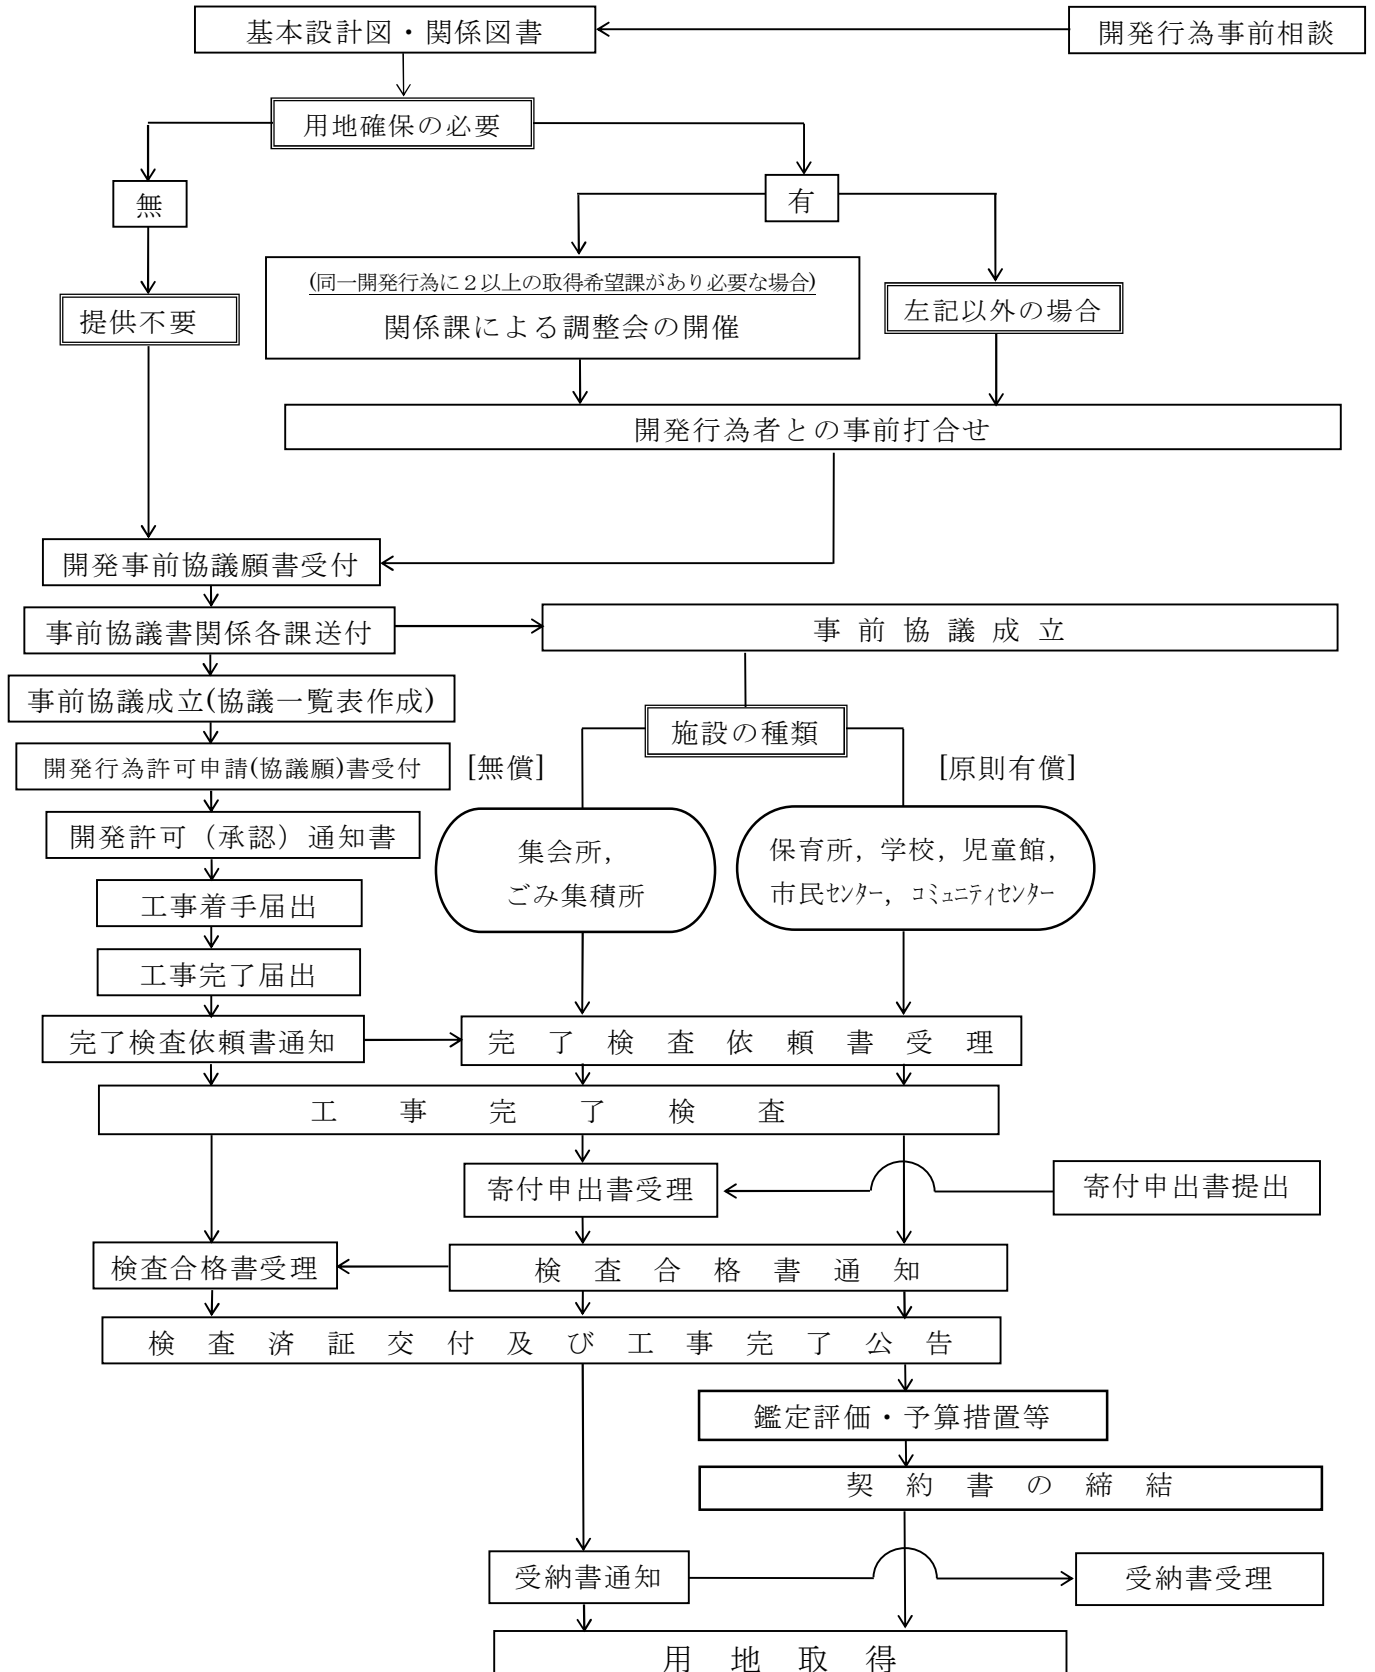 基本設計図・関係図書
開発行為事前相談
用地確保の必要
無
有
(同一開発行為に２以上の取得希望課があり必要な場合)
関係課による調整会の開催
提供不要
左記以外の場合
開発行為者との事前打合せ
開発事前協議願書受付
事前協議書関係各課送付
事前協議成立
事前協議成立(協議一覧表作成)
施設の種類
開発行為許可申請(協議願)書受付
[無償]
[原則有償]
開発許可（承認）通知書
集会所，
ごみ集積所
保育所，学校，児童館，
市民ｾﾝﾀｰ，ｺﾐｭﾆﾃｨｾﾝﾀｰ
工事着手届出
工事完了届出
完了検査依頼書通知
完了検査依頼書受理
工事完了検査
寄付申出書受理
寄付申出書提出
検査合格書受理
検査合格書通知
検査済証交付及び工事完了公告
鑑定評価・予算措置等
契約書の締結
受納書通知
受納書受理
用地取得